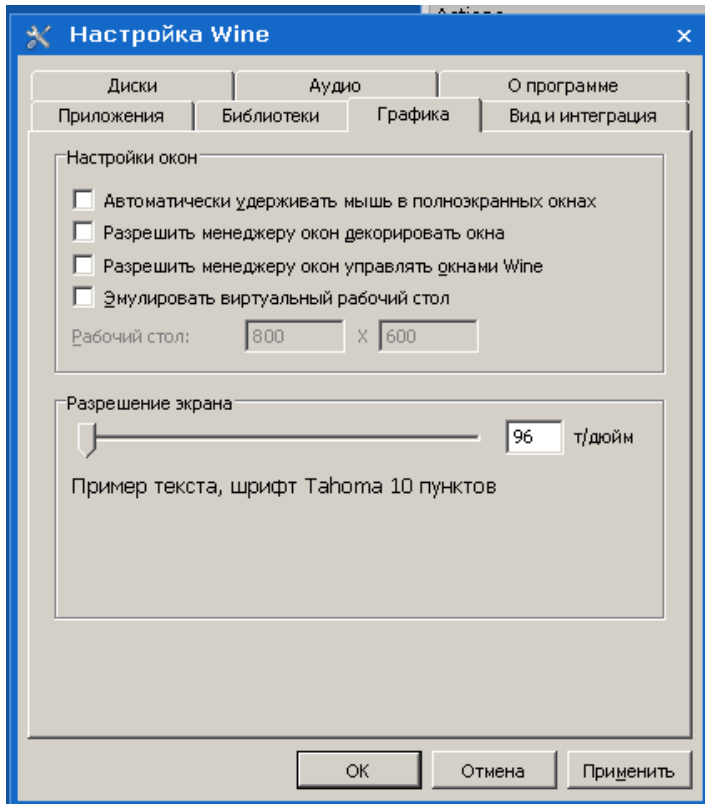 Настройка Wine
Диски Аудио О программе
Приложения Библиотеки Графика Вид и интеграция
Настройки окон
Автоматически удерживать мышь в полноэкранных окнах
Разрешить менеджеру окон декорировать окна
Разрешить менеджеру окон управлять окнами Wine
Эмулировать виртуальный рабочий стол
Рабочий стол: 800 X 600
Разрешение экрана
96 т/дюйм
Пример текста, шрифт Tahoma 10 пунктов
ОК Отмена Применить